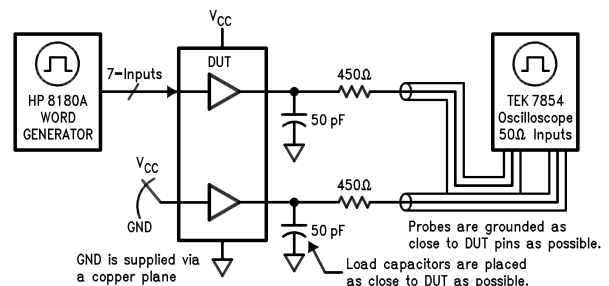 VCC
HP 8180A
WORD
GENERATOR
7-Inputs
DUT
450Ω
50 pF
TEK 7854
Oscilloscope
50Ω Inputs
VCC
GND
450Ω
50 pF
Probes are grounded as
close to DUT pins as possible.
GND is supplied via
a copper plane
Load capacitors are placed
as close to DUT as possible.